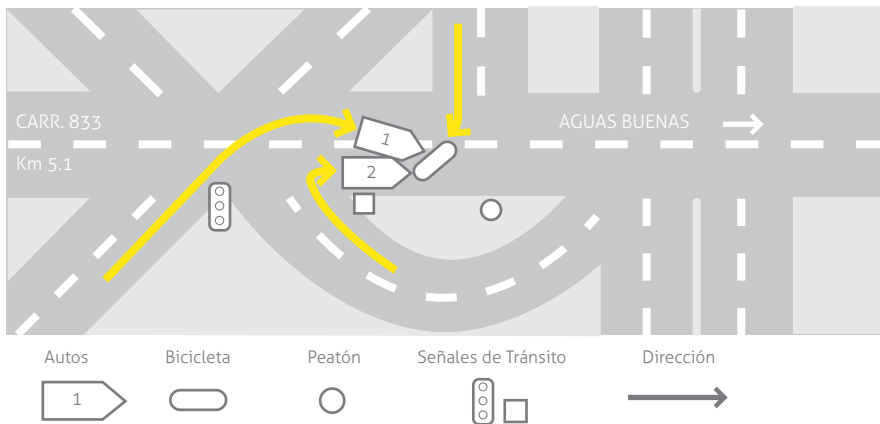 CARR. 833
AGUAS BUENAS
Km 5.1
1
2
Autos
Bicicleta
Peatón
Señales de Tránsito
Dirección
1